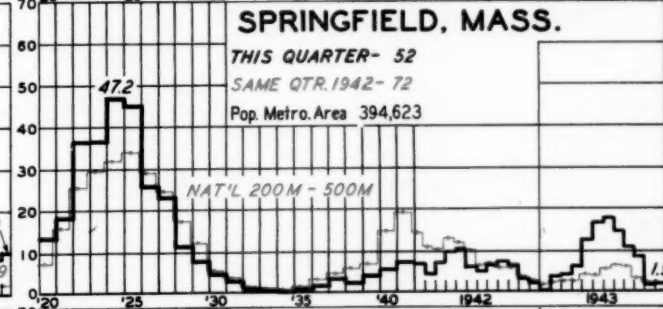 SPRINGFIELD, MASS.
THIS QUARTER- 52
SAME QTR. 1942- 72
Pop. Metro. Area 394,623
47.2
NAT'L 200M - 500M
70
60
50
40
30
20
10
0
'20 '25 '30 '35 '40 1942 1943